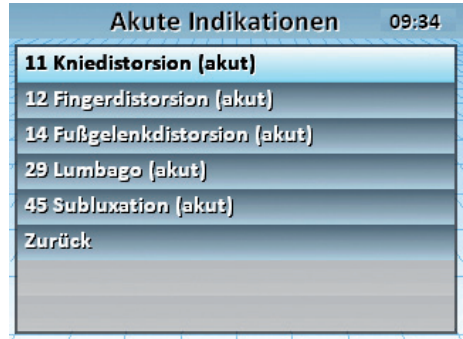 Akute Indikationen 09:34
11 Kniedistorsion (akut)
12 Fingerdistorsion (akut)
14 Fußgelenkdistorsion (akut)
29 Lumbago (akut)
45 Subluxation (akut)
Zurück